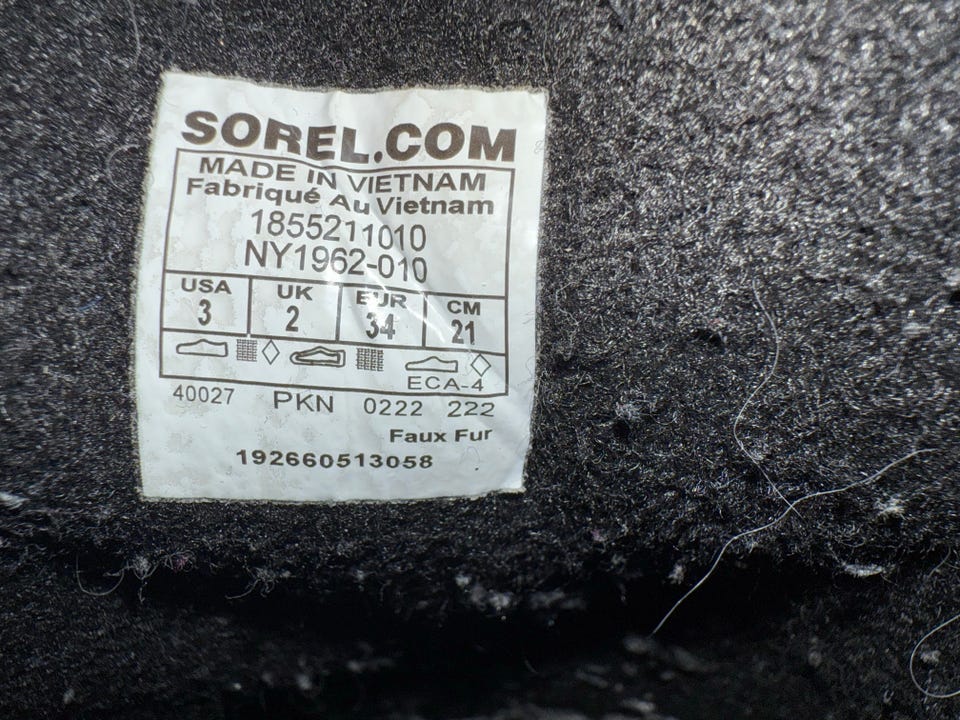 SOREL.COM
MADE IN VIETNAM
Fabriqué Au Vietnam
1855211010
NY1962-010
USA UK EUR CM
3 2 34 21
ECA-4
40027 PKN 0222 222
Faux Fur
192660513058